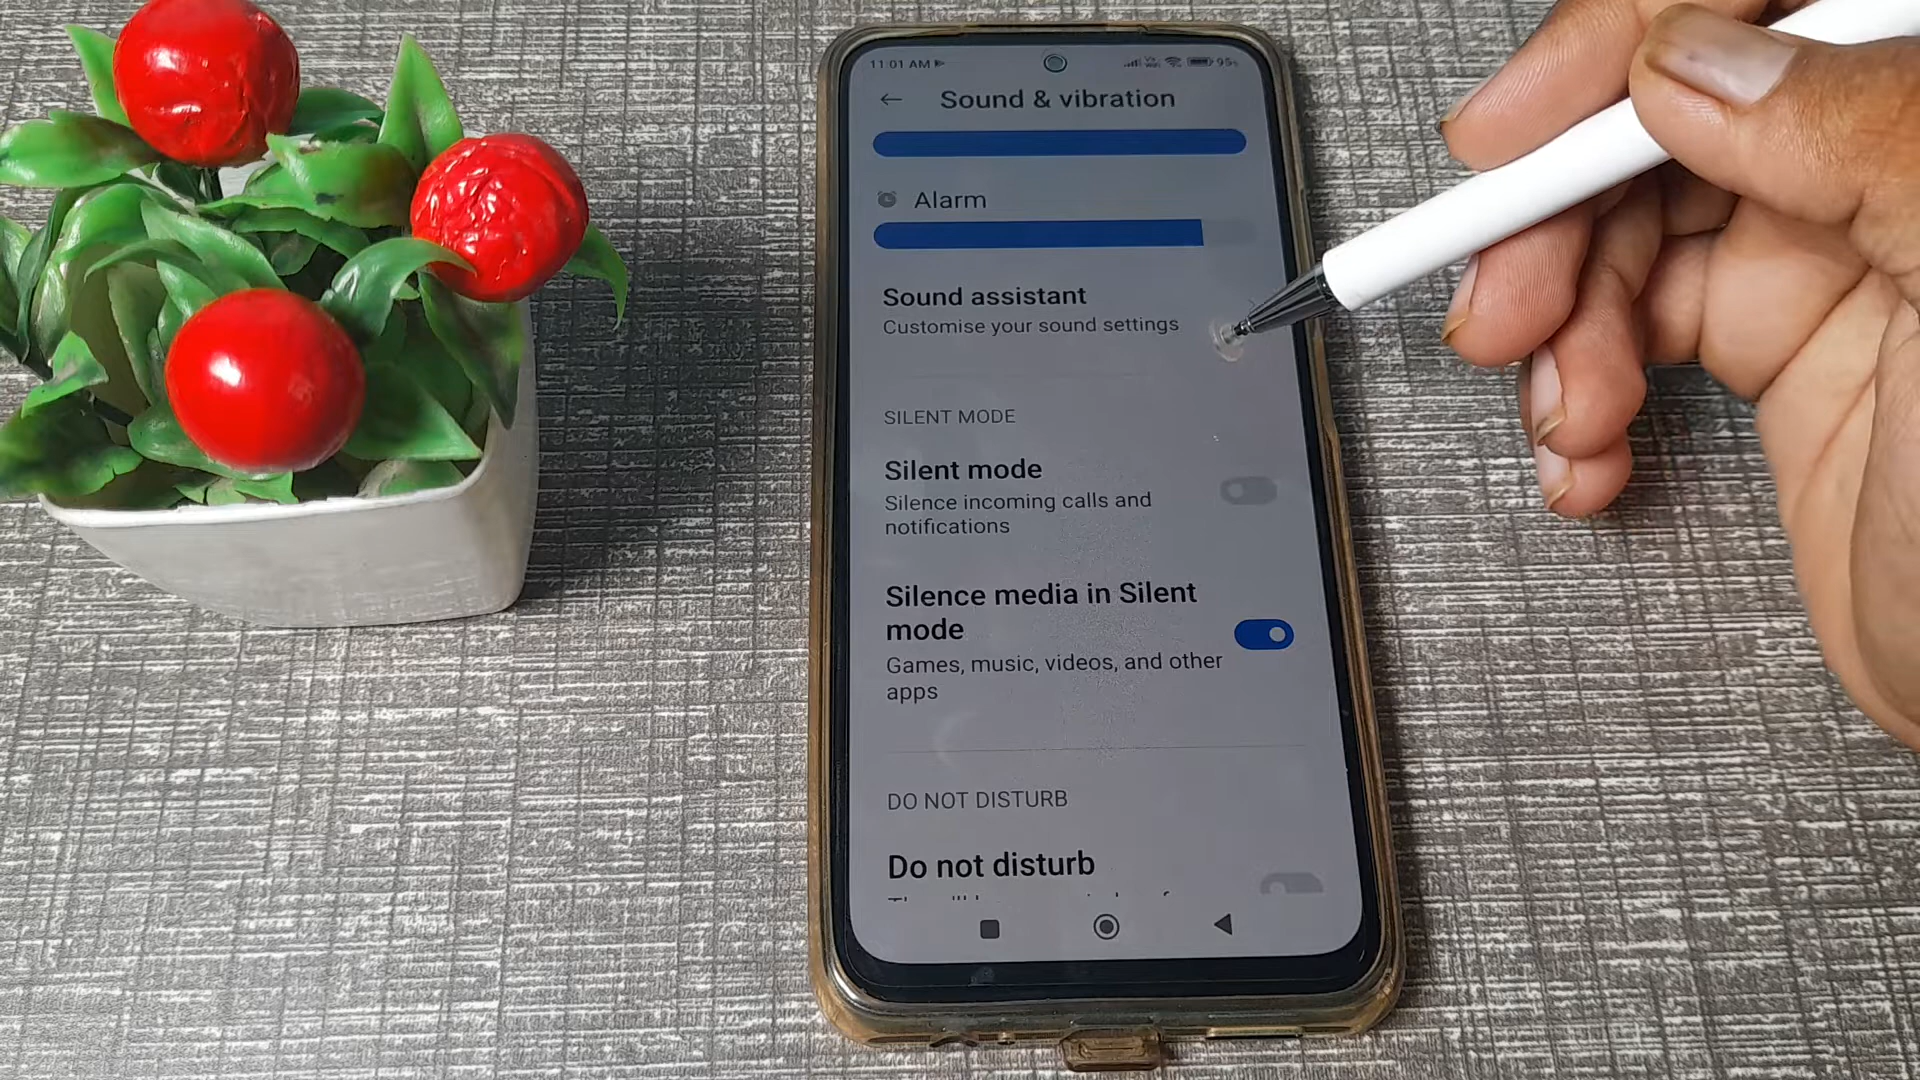 11:01 AM
95
Sound & vibration
Alarm
Sound assistant
Customise your sound settings
SILENT MODE
Silent mode
Silence incoming calls and
notifications
Silence media in Silent
mode
Games, music, videos, and other
apps
DO NOT DISTURB
Do not disturb